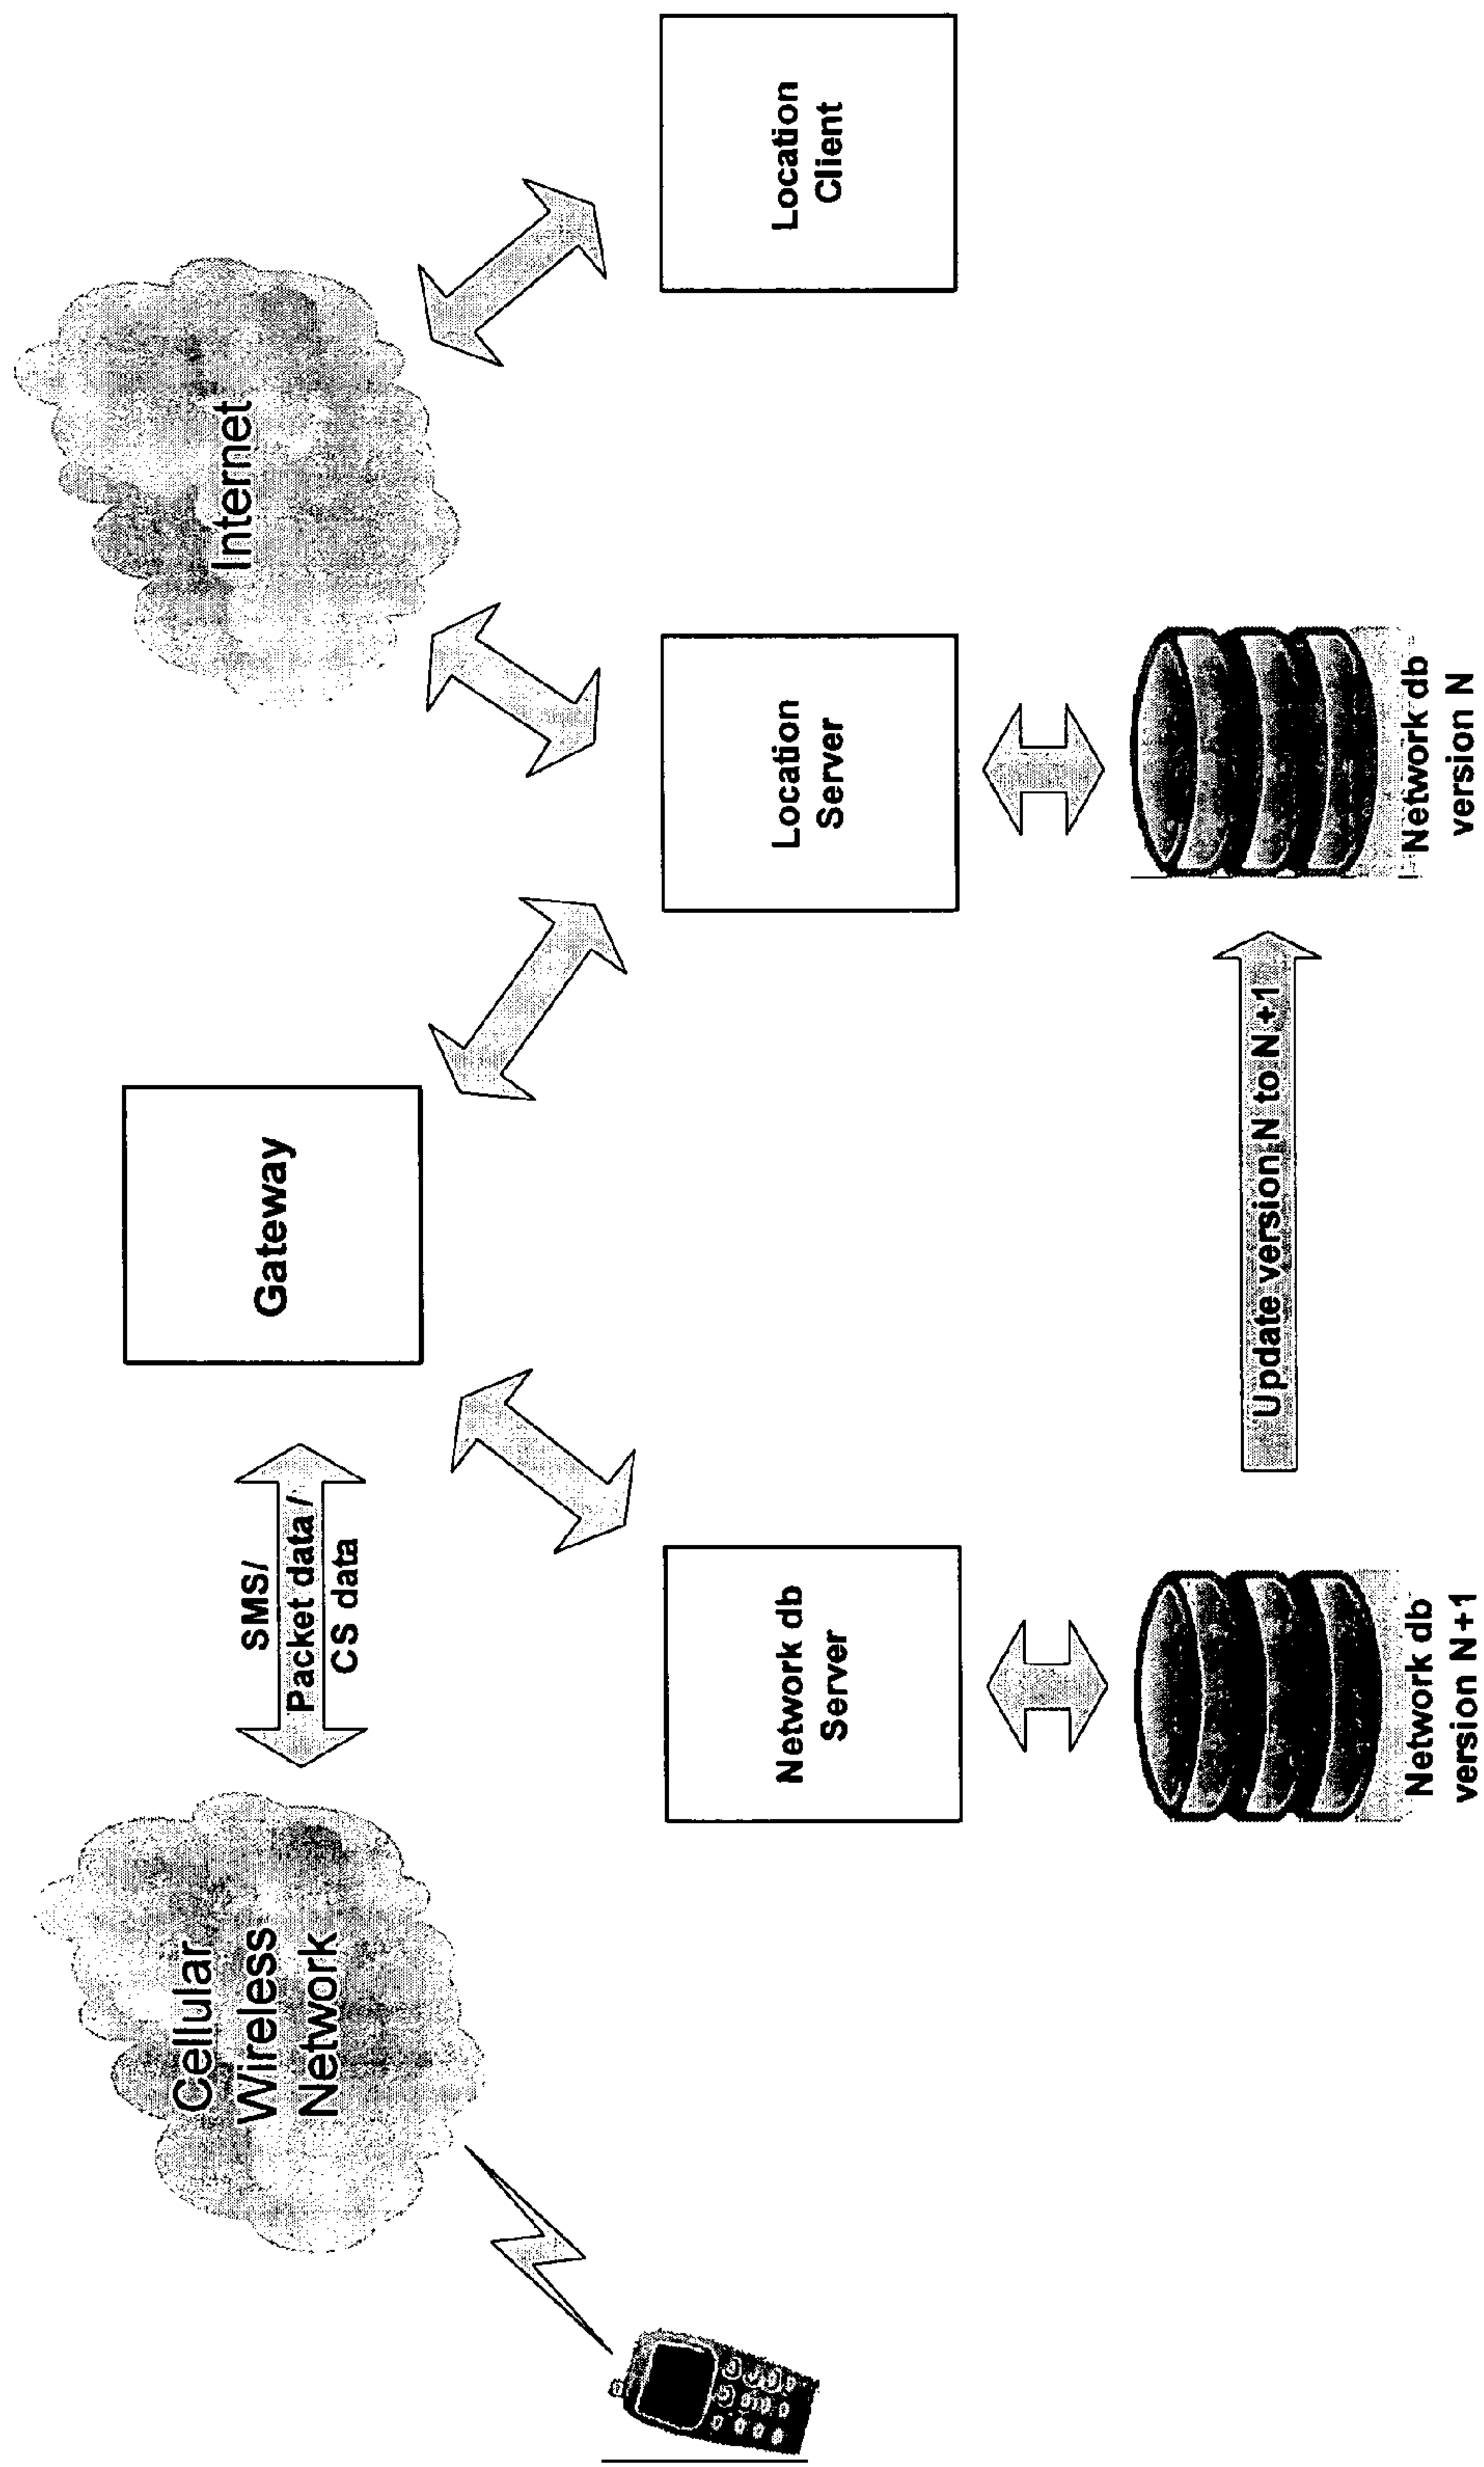 Cellular
Wireless
Network
SMS/
Packet data/
CS data
Gateway
Internet
Network db
Server
Location
Server
Location
Client
Update version N to N+1
Network db
version N+1
Network db
version N